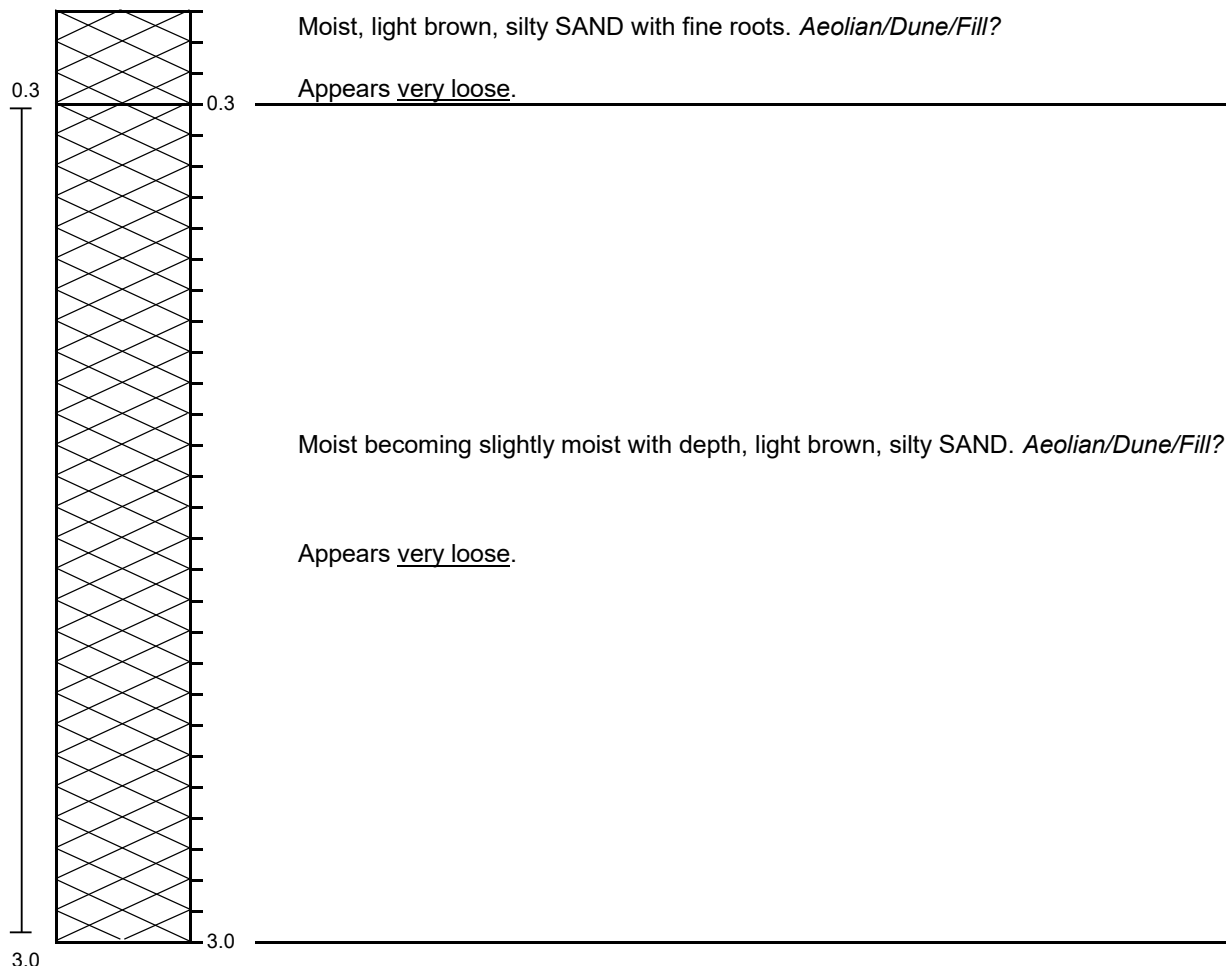 Moist, light brown, silty SAND with fine roots. Aeolian/Dune/Fill?
Appears very loose.
0.3
0.3
Moist becoming slightly moist with depth, light brown, silty SAND. Aeolian/Dune/Fill?
Appears very loose.
3.0
3.0